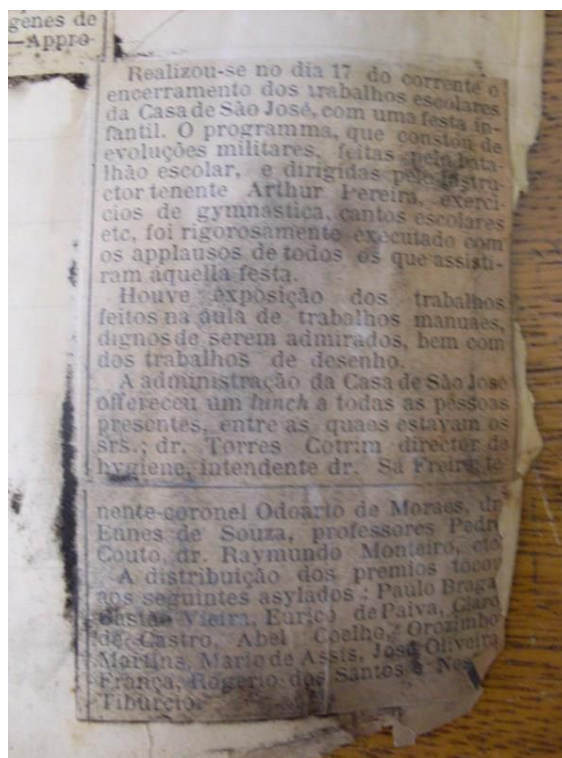 genes de
—Appro-
Realizou-se no dia 17 do corrente o
encerramento dos trabalhos escolares
da Casa de São José, com uma festa in-
fantil. O programma, que constou de
evoluções militares, feitas pelo bata-
lhão escolar, e dirigidas pelo instru-
ctor tenente Arthur Pereira, exerci-
cios de gymnastica, cantos escolares
etc, foi rigorosamente executado com
os applausos de todos os que assisti-
ram áquella festa.
Houve exposição dos trabalhos
feitos na aula de trabalhos manuaes,
dignos de serem admirados, bem com
dos trabalhos de desenho.
A administração da Casa de São José
offereceu um lunch a todas as pessoas
presentes, entre as quaes estavam os
srs.; dr. Torres Cotrim director de
hygiene, intendente dr. Sá Freire, te-
nente-coronel Odoarto de Moraes, dr
Ennes de Souza, professores Pedr
Couto, dr. Raymundo Monteiro, etc
A distribuição dos premios tocou
aos seguintes asylados : Paulo Braga
Bastão Vieira, Eurico de Paiva, Claro
de Castro, Abel Coelho, Orozimbo
Martins, Mario de Assis, José Oliveira
França, Rogerio dos Santos e Nes
Tiburcio